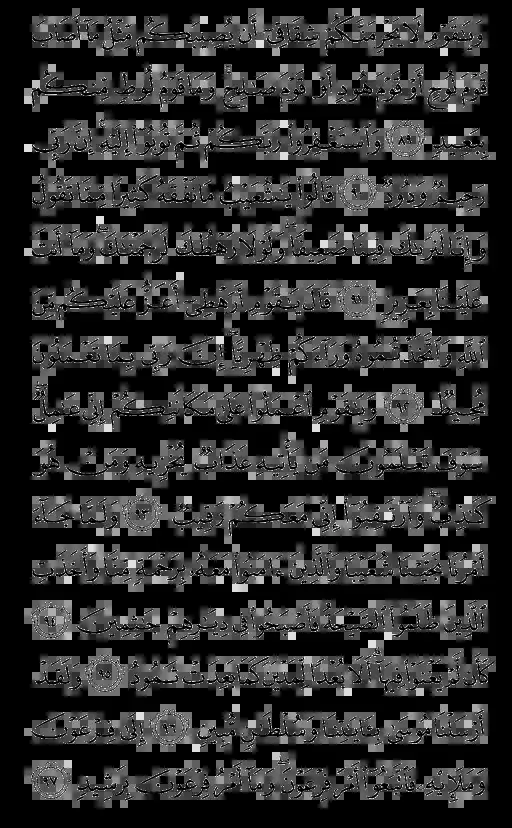 وَيَٰقَوْمِ لَا يَجْرِمَنَّكُمْ شِقَاقِىٓ أَن يُصِيبَكُم مِّثْلُ مَآ أَصَابَ
قَوْمَ نُوحٍ أَوْ قَوْمَ هُودٍ أَوْ قَوْمَ صَٰلِحٍ وَمَا قَوْمُ لُوطٍ مِّنكُم
بِبَعِيدٍ ٨٩ وَٱسْتَغْفِرُوا۟ رَبَّكُمْ ثُمَّ تُوبُوٓا۟ إِلَيْهِ إِنَّ رَبِّى
رَحِيمٌ وَدُودٌ ٩٠ قَالُوا۟ يَٰشُعَيْبُ مَا نَفْقَهُ كَثِيرًا مِّمَّا تَقُولُ
وَإِنَّا لَنَرَىٰكَ فِينَا ضَعِيفًا وَلَوْلَا رَهْطُكَ لَرَجَمْنَٰكَ وَمَآ أَنتَ
عَلَيْنَا بِعَزِيزٍ ٩١ قَالَ يَٰقَوْمِ أَرَهْطِىٓ أَعَزُّ عَلَيْكُم مِّنَ
ٱللَّهِ وَٱتَّخَذْتُمُوهُ وَرَآءَكُمْ ظِهْرِيًّا إِنَّ رَبِّى بِمَا تَعْمَلُونَ
مُحِيطٌ ٩٢ وَيَٰقَوْمِ ٱعْمَلُوا۟ عَلَىٰ مَكَانَتِكُمْ إِنِّى عَٰمِلٌ
سَوْفَ تَعْلَمُونَ مَن يَأْتِيهِ عَذَابٌ يُخْزِيهِ وَمَنْ هُوَ
كَٰذِبٌ وَٱرْتَقِبُوٓا۟ إِنِّى مَعَكُمْ رَقِيبٌ ٩٣ وَلَمَّا جَآءَ
أَمْرُنَا نَجَّيْنَا شُعَيْبًا وَٱلَّذِينَ ءَامَنُوا۟ مَعَهُۥ بِرَحْمَةٍ مِّنَّا وَأَخَذَتِ
ٱلَّذِينَ ظَلَمُوا۟ ٱلصَّيْحَةُ فَأَصْبَحُوا۟ فِى دِيَٰرِهِمْ جَٰثِمِينَ ٩٤
كَأَن لَّمْ يَغْنَوْا۟ فِيهَآ أَلَا بُعْدًا لِّمَدْيَنَ كَمَا بَعِدَتْ ثَمُودُ ٩٥ وَلَقَدْ
أَرْسَلْنَا مُوسَىٰ بِـَٔايَٰتِنَا وَسُلْطَٰنٍ مُّبِينٍ ٩٦ إِلَىٰ فِرْعَوْنَ
وَمَلَإِي۟هِۦ فَٱتَّبَعُوٓا۟ أَمْرَ فِرْعَوْنَ وَمَآ أَمْرُ فِرْعَوْنَ بِرَشِيدٍ ٩٧